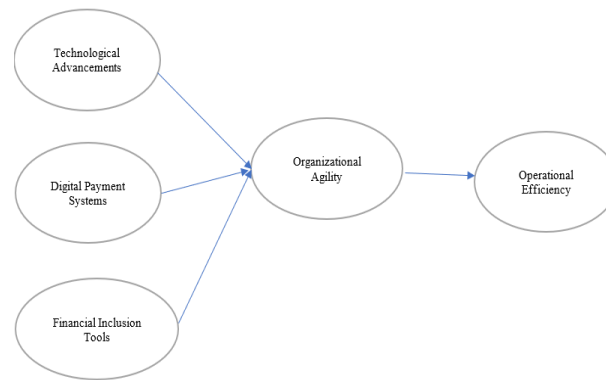 Technological
Advancements
Digital Payment
Systems
Financial Inclusion
Tools
Organizational
Agility
Operational
Efficiency